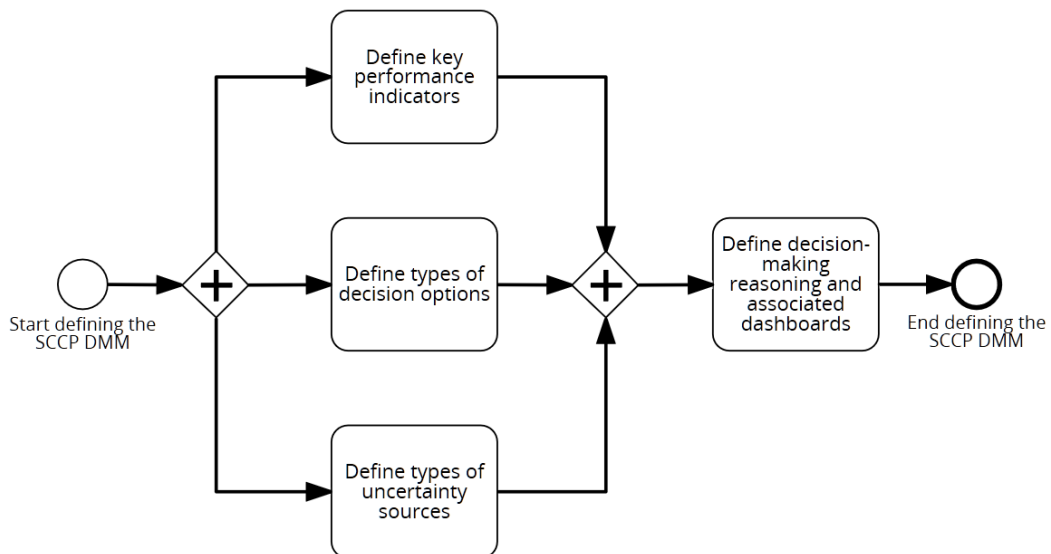 Define key
performance
indicators
Start defining the
SCCP DMM
Define types of
decision options
Define decision-
making
reasoning and
associated
dashboards
End defining the
SCCP DMM
Define types of
uncertainty
sources